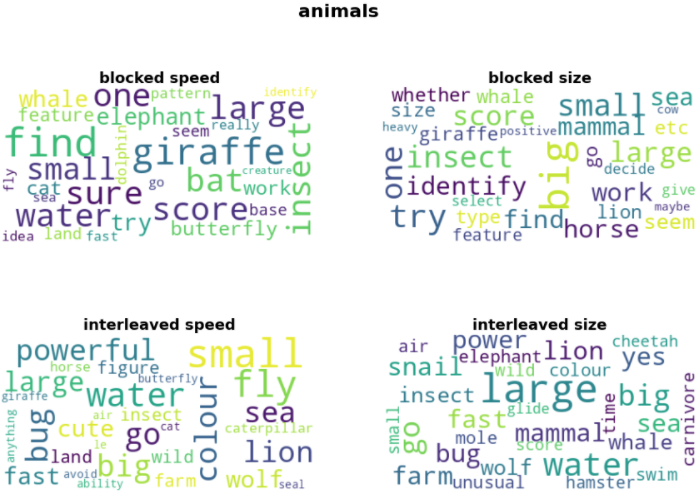 animals
blocked speed
whale one pattern identify
feature elephant large
find seem really
dolphin giraffe insect
small creature
fly cat sure go bat work
sea
water try score base
idea land fast butterfly
blocked size
whether whale small sea
size score cow
heavy giraffe positive mammal etc
one insect big go large
identify decide
select work give
try type find lion maybe
feature horse seem
interleaved speed
powerful small
horse figure
large butterfly fly
giraffe water colour
anything bug air insect sea
cute go cat caterpillar
le
land big wild lion
fast avoid farm wolf seal
ability
interleaved size
air power lion cheetah
elephant yes
snail wild colour
insect large big carnivore
small glide time
go fast mammal sea
mole score whale
bug
farm wolf water swim
unusual hamster